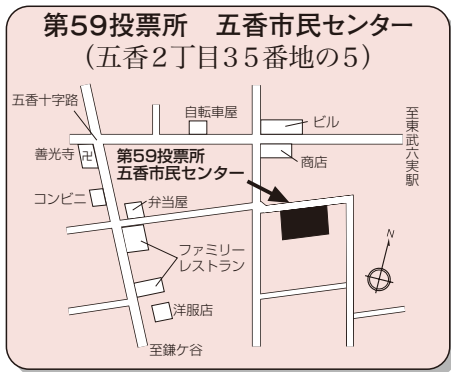 第59投票所 五香市民センター
（五香2丁目35番地の5）
五香十字路
自転車屋
ビル
至東武六実駅
善光寺
卍
第59投票所
五香市民センター
商店
コンビニ
弁当屋
ファミリー
レストラン
N
洋服店
至鎌ケ谷